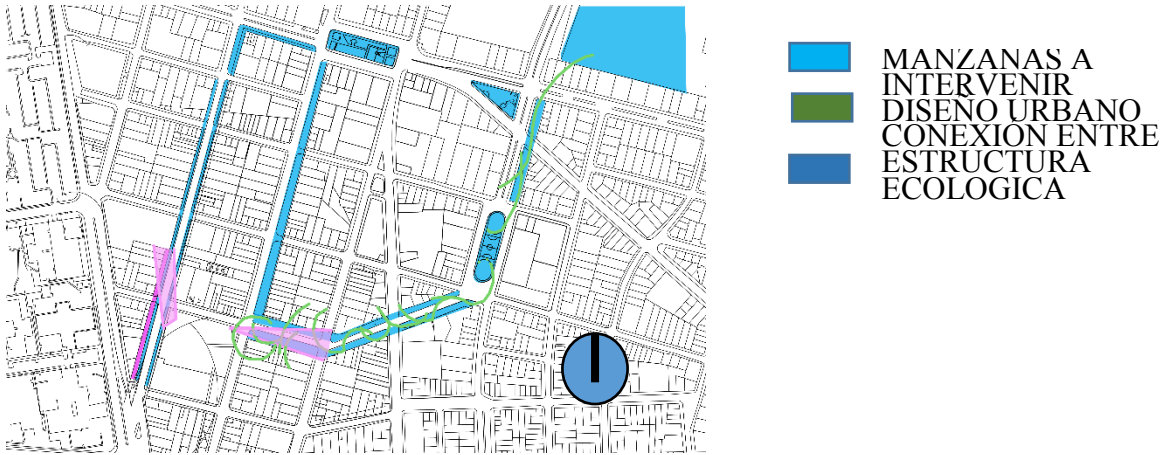 MANZANAS A
INTERVENIR
DISEÑO URBANO
CONEXIÓN ENTRE
ESTRUCTURA
ECOLOGICA